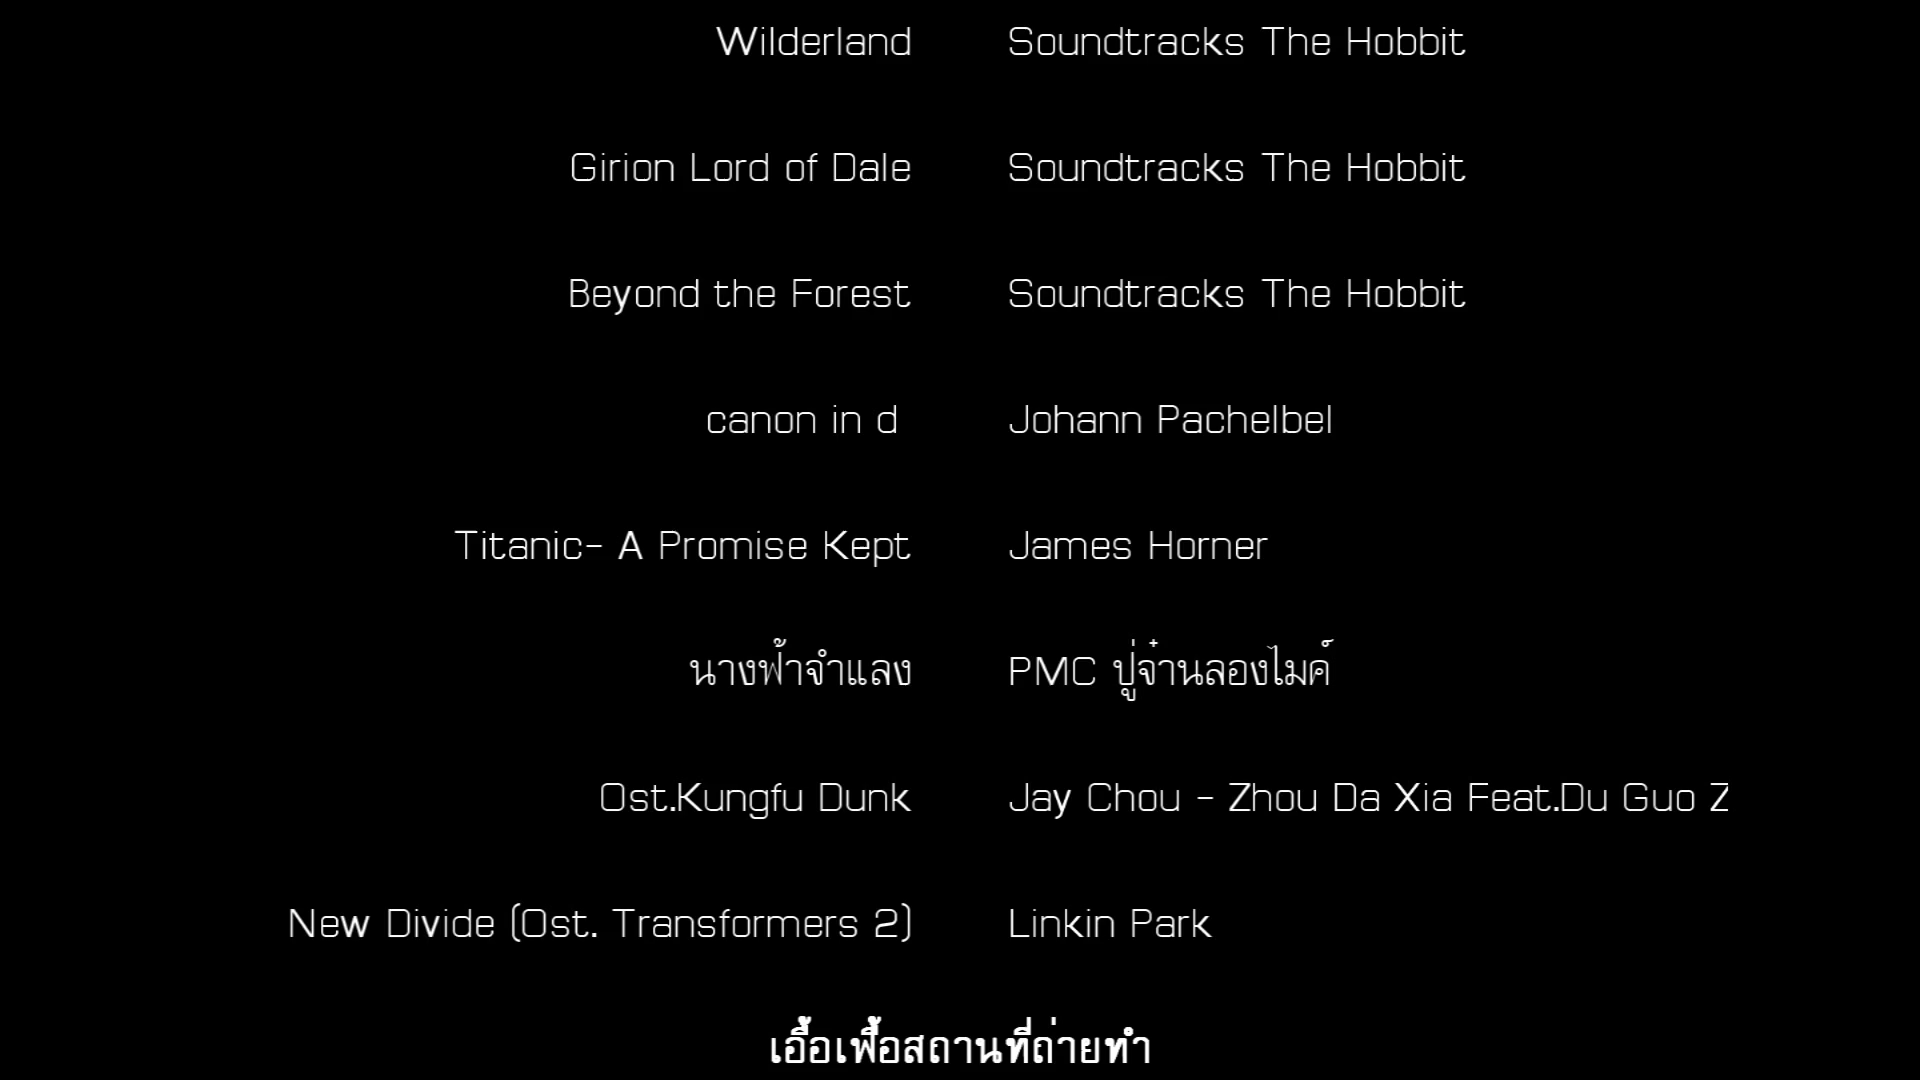 Wilderland Soundtracks The Hobbit
Girion Lord of Dale Soundtracks The Hobbit
Beyond the Forest Soundtracks The Hobbit
canon in d Johann Pachelbel
Titanic- A Promise Kept James Horner
นางฟ้าจำแลง PMC ปู่จ๋านลองไมค์
Ost.Kungfu Dunk Jay Chou - Zhou Da Xia Feat.Du Guo Z
New Divide (Ost. Transformers 2) Linkin Park
เอื้อเฟื้อสถานที่ถ่ายทำ